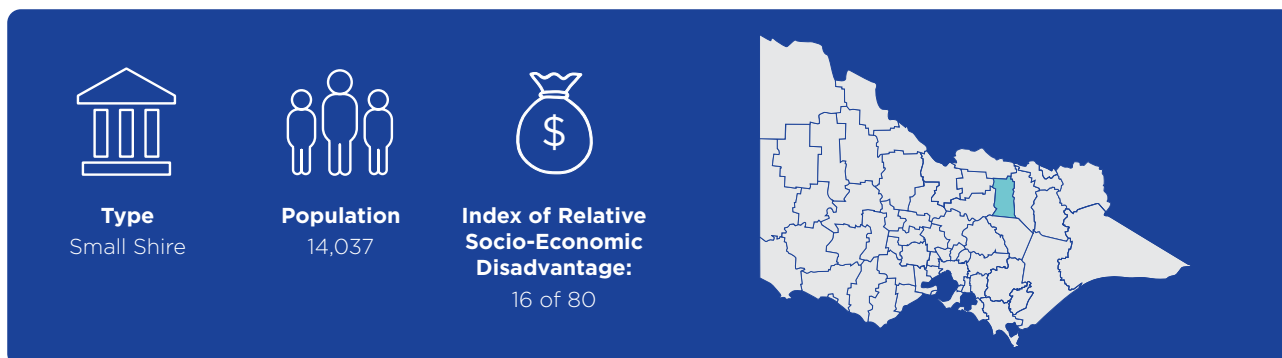 $
Type
Small Shire
Population
14,037
Index of Relative
Socio-Economic
Disadvantage:
16 of 80